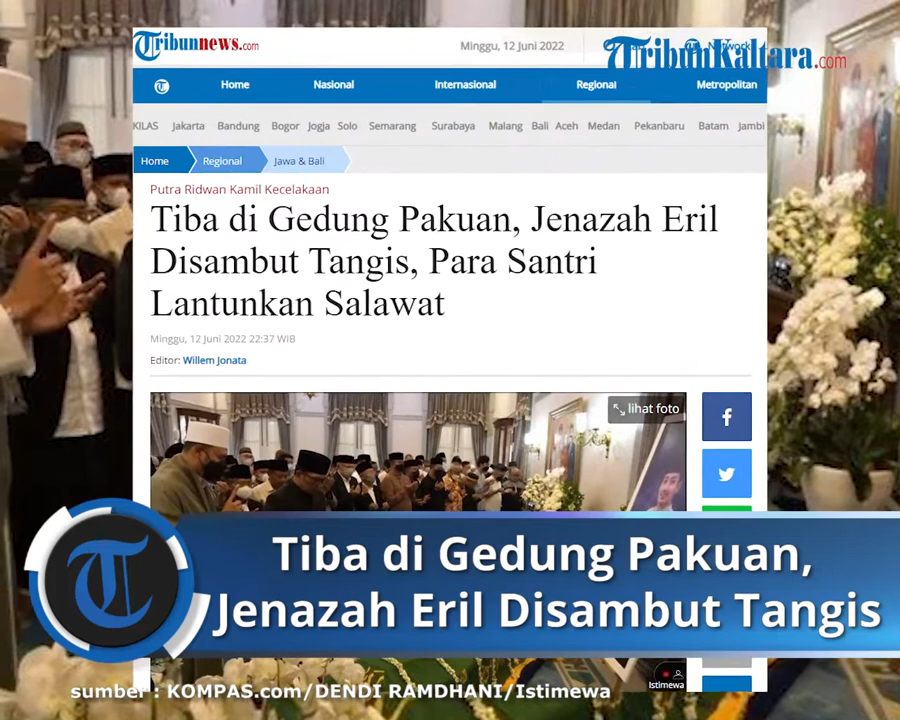 Tribunnews.com
Minggu, 12 Juni 2022
Network
TribunKaltara.com
Home
Nasional
Internasional
Regional
Metropolitan
KILAS Jakarta Bandung Bogor Jogja Solo Semarang Surabaya Malang Bali Aceh Medan Pekanbaru Batam Jambi
Home Regional Jawa & Bali
Putra Ridwan Kamil Kecelakaan
Tiba di Gedung Pakuan, Jenazah Eril
Disambut Tangis, Para Santri
Lantunkan Salawat
Minggu, 12 Juni 2022 22:37 WIB
Editor: Willem Jonata
lihat foto
Tiba di Gedung Pakuan,
Jenazah Eril Disambut Tangis
Istimewa
sumber : KOMPAS.com/DENDI RAMDHANI/Istimewa